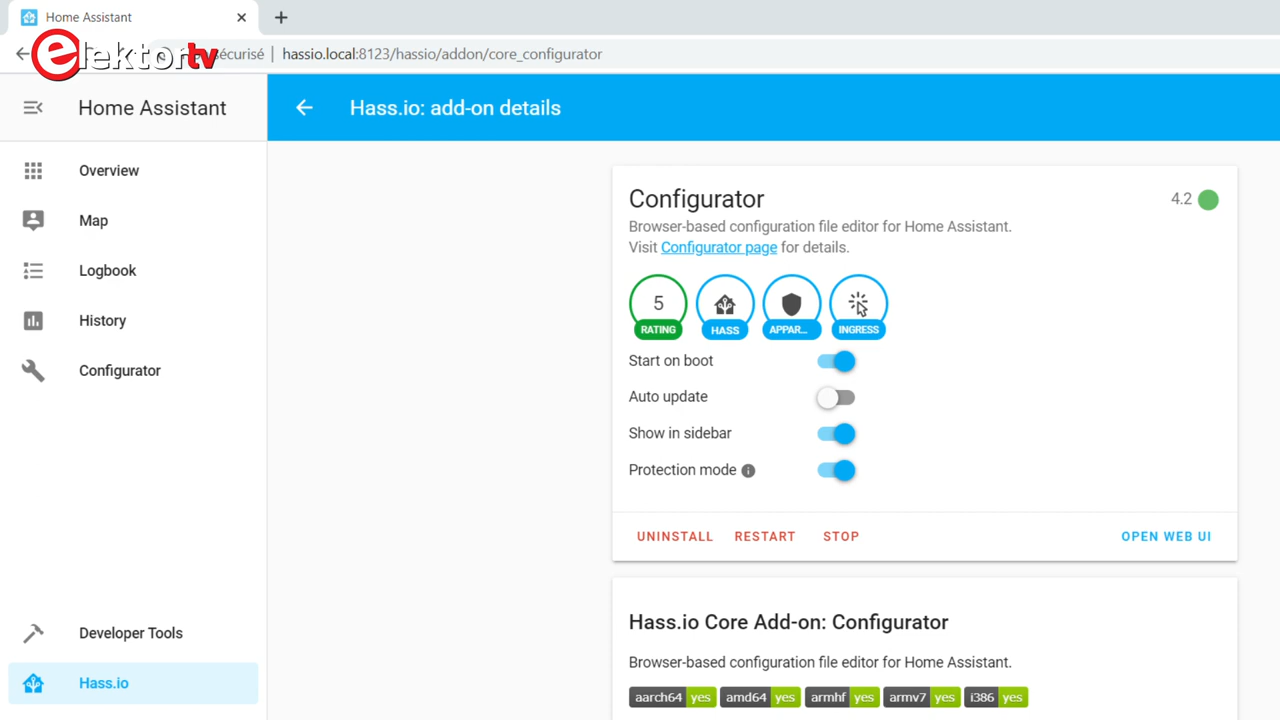 Home Assistant
elektor tv
écurisé | hassio.local:8123/hassio/addon/core_configurator
Home Assistant
Hass.io: add-on details
Overview
Map
Logbook
History
Configurator
Developer Tools
Hass.io
Configurator
4.2
Browser-based configuration file editor for Home Assistant.
Visit Configurator page for details.
5
RATING
HASS
APPAR...
INGRESS
Start on boot
Auto update
Show in sidebar
Protection mode
UNINSTALL RESTART STOP
OPEN WEB UI
Hass.io Core Add-on: Configurator
Browser-based configuration file editor for Home Assistant.
aarch64 yes amd64 yes armhf yes armv7 yes i386 yes